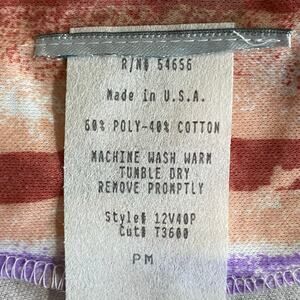 R/N# 54656
Made in U.S.A.
60% POLY-40% COTTON
MACHINE WASH WARM
TUMBLE DRY
REMOVE PROMPTLY
Style# 12V40P
Cut# T3600
PM